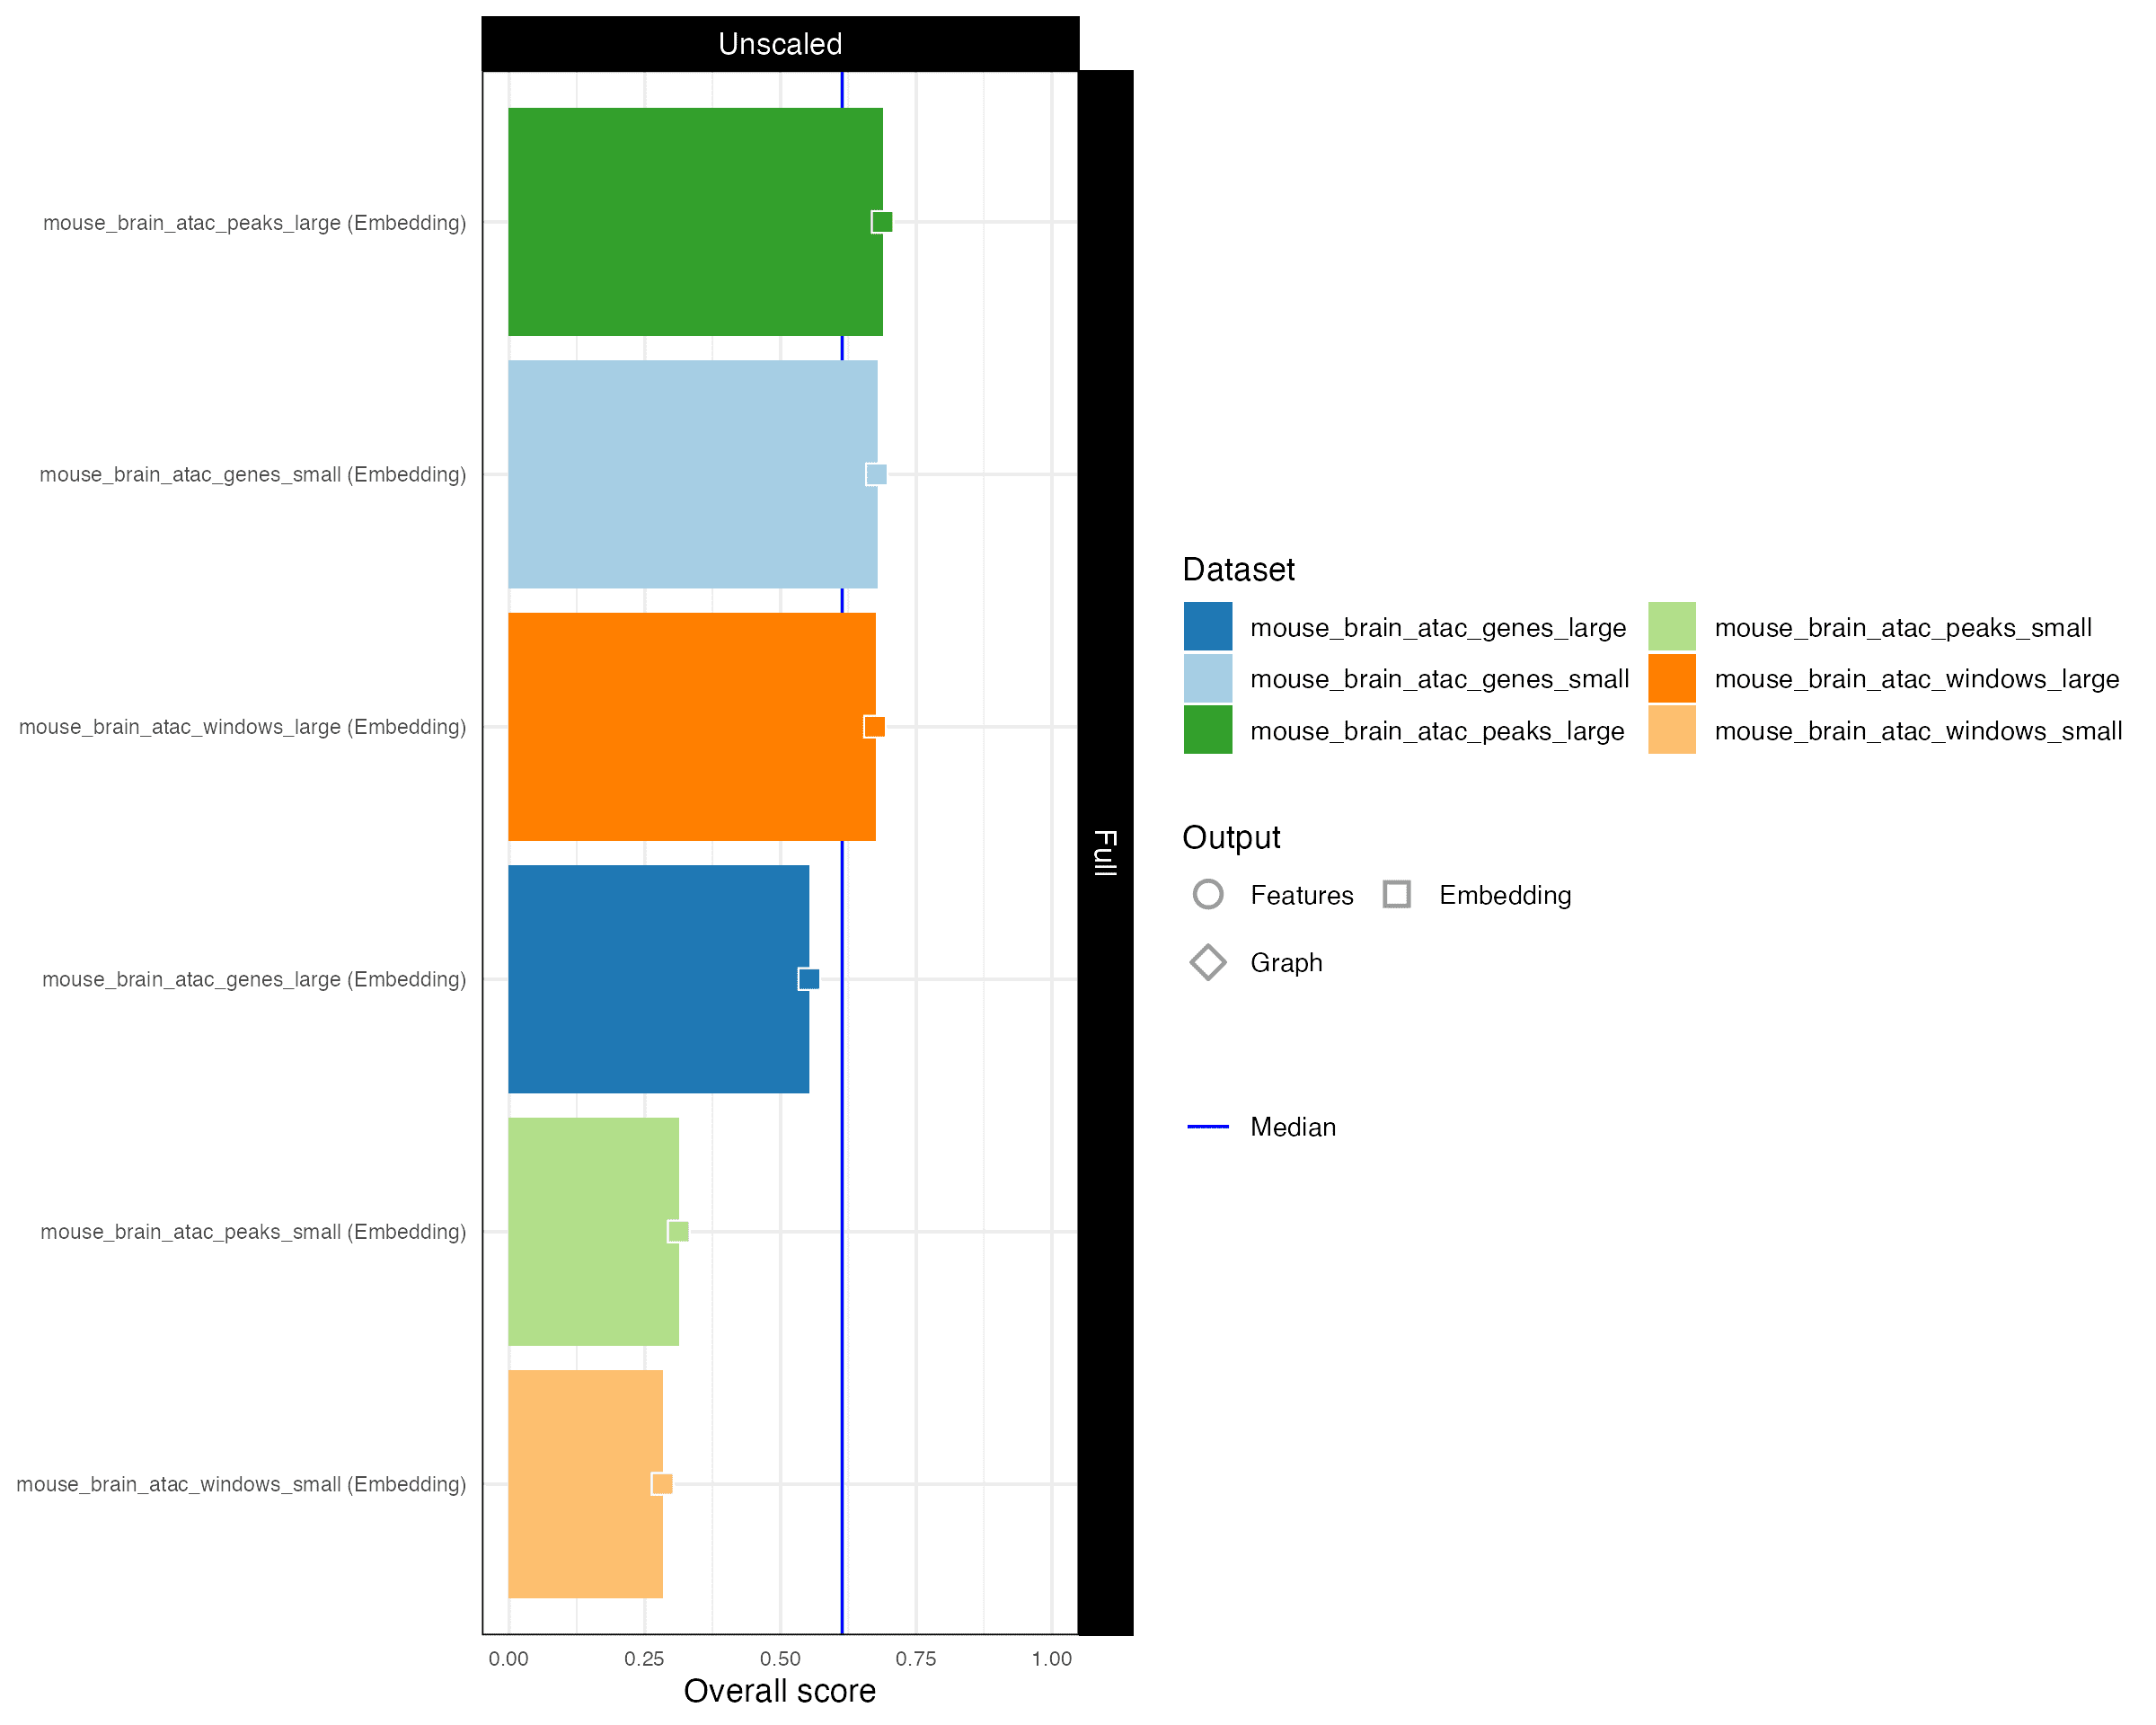 Unscaled
mouse_brain_atac_peaks_large (Embedding)
mouse_brain_atac_genes_small (Embedding)
mouse_brain_atac_windows_large (Embedding)
mouse_brain_atac_genes_large (Embedding)
mouse_brain_atac_peaks_small (Embedding)
mouse_brain_atac_windows_small (Embedding)
0.00 0.25 0.50 0.75 1.00
Overall score
Full
Dataset
mouse_brain_atac_genes_large mouse_brain_atac_peaks_small
mouse_brain_atac_genes_small mouse_brain_atac_windows_large
mouse_brain_atac_peaks_large mouse_brain_atac_windows_small
Output
Features Embedding
Graph
Median